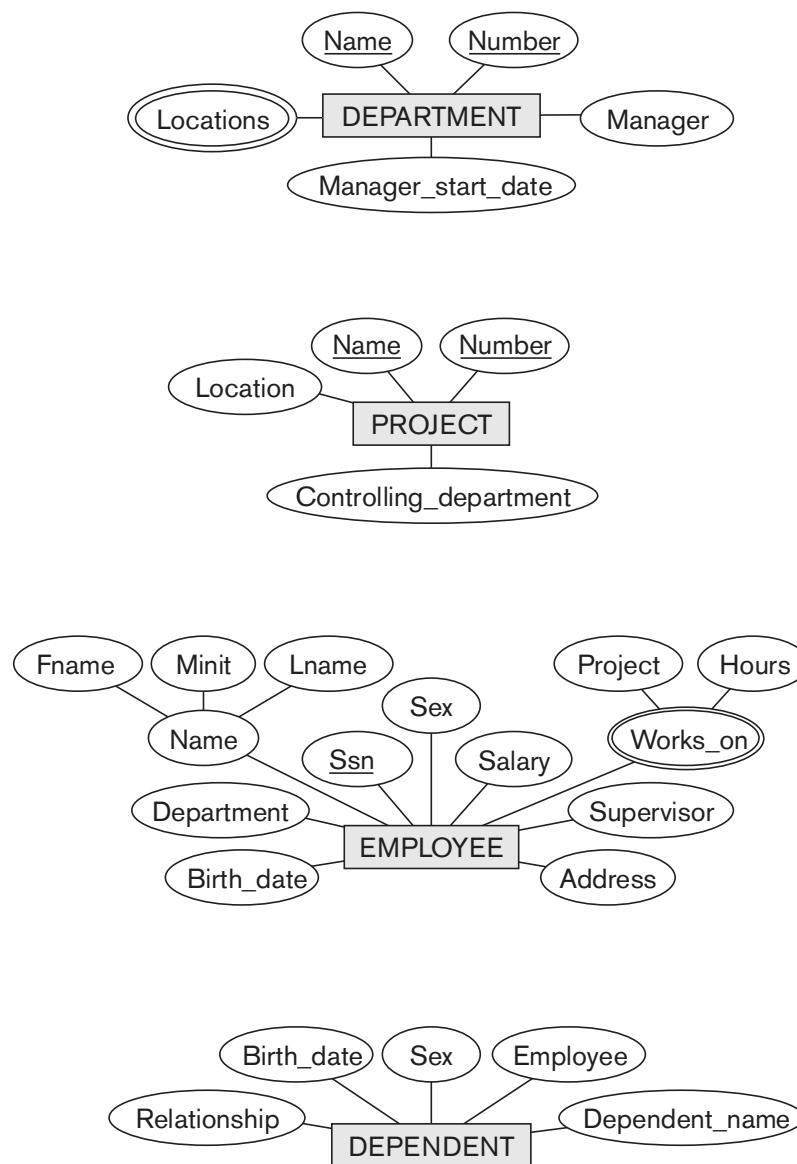 Name Number
Locations DEPARTMENT Manager
Manager_start_date
Name Number
Location
PROJECT
Controlling_department
Fname Minit Lname Project Hours
Sex
Name Works_on
Ssn Salary
Department Supervisor
EMPLOYEE
Birth_date Address
Birth_date Sex Employee
Relationship Dependent_name
DEPENDENT